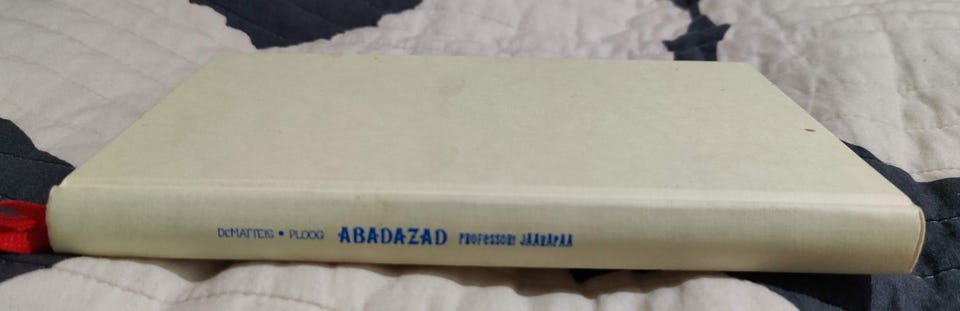 DeMATTEIS • PLOOG ABADAZAD PROFESSORI JÄÄRÄPÄÄ